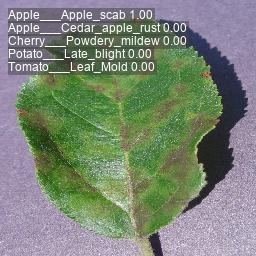 Apple___Apple_scab 1.00
Apple___Cedar_apple_rust 0.00
Cherry___Powdery_mildew 0.00
Potato___Late_blight 0.00
Tomato___Leaf_Mold 0.00